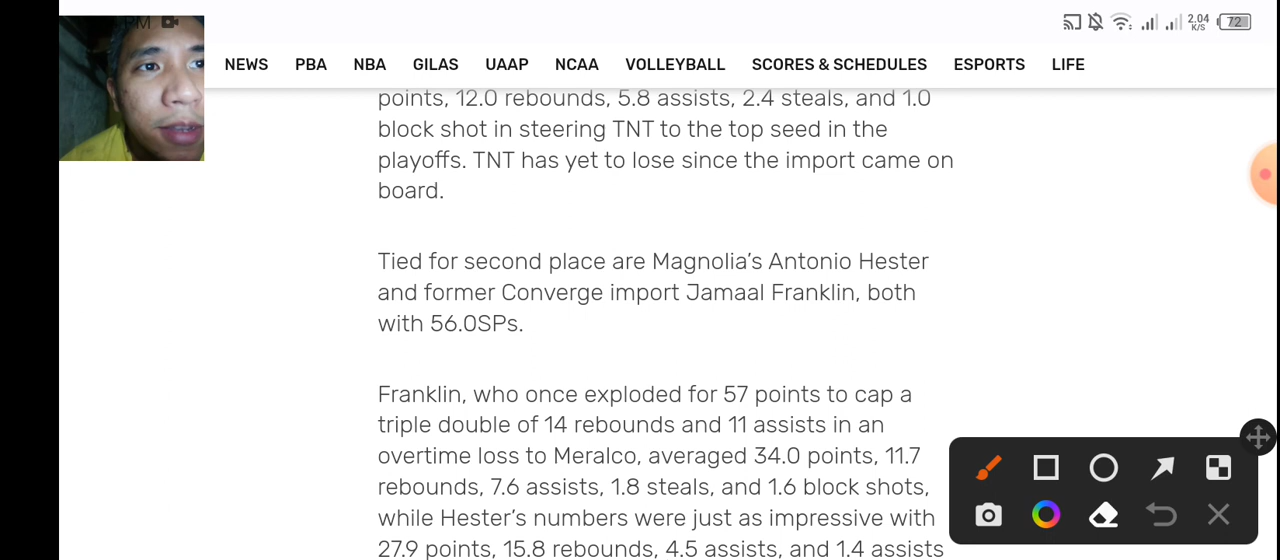 PM
2.04
K/S
72
NEWS PBA NBA GILAS UAAP NCAA VOLLEYBALL SCORES & SCHEDULES ESPORTS LIFE
points, 12.0 rebounds, 5.8 assists, 2.4 steals, and 1.0
block shot in steering TNT to the top seed in the
playoffs. TNT has yet to lose since the import came on
board.
Tied for second place are Magnolia’s Antonio Hester
and former Converge import Jamaal Franklin, both
with 56.0SPs.
Franklin, who once exploded for 57 points to cap a
triple double of 14 rebounds and 11 assists in an
overtime loss to Meralco, averaged 34.0 points, 11.7
rebounds, 7.6 assists, 1.8 steals, and 1.6 block shots,
while Hester’s numbers were just as impressive with
27.9 points, 15.8 rebounds, 4.5 assists, and 1.4 assists